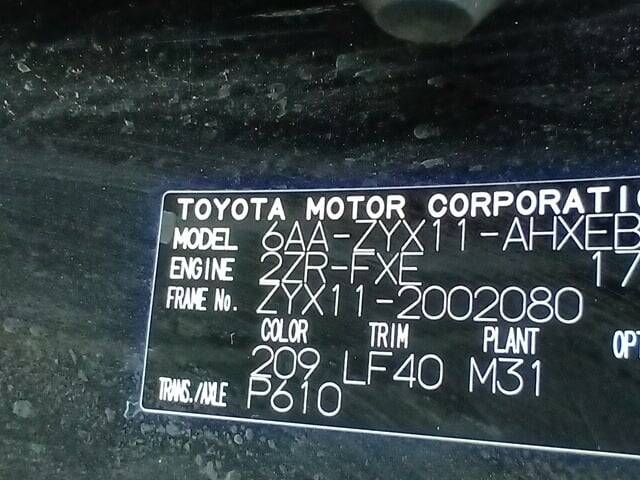 TOYOTA MOTOR CORPORATIO
MODEL 6AA-ZYX11-AHXEB
ENGINE 2ZR-FXE 17
FRAME No. ZYX11-2002080
COLOR TRIM PLANT OPT
209 LF40 M31
TRANS./AXLE P610